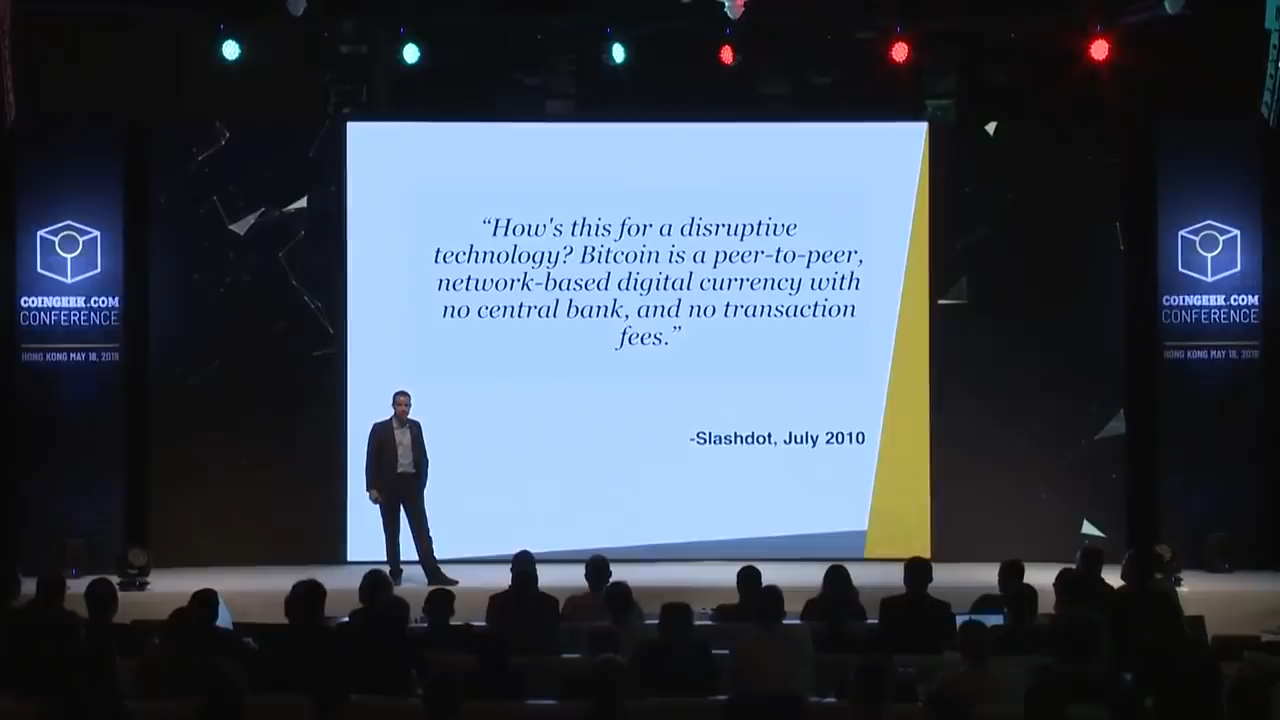 “How's this for a disruptive
technology? Bitcoin is a peer-to-peer,
network-based digital currency with
no central bank, and no transaction
fees.”
-Slashdot, July 2010
COINGEEK.COM
CONFERENCE
HONG KONG MAY 18, 2018
COINGEEK.COM
CONFERENCE
HONG KONG MAY 18, 2018